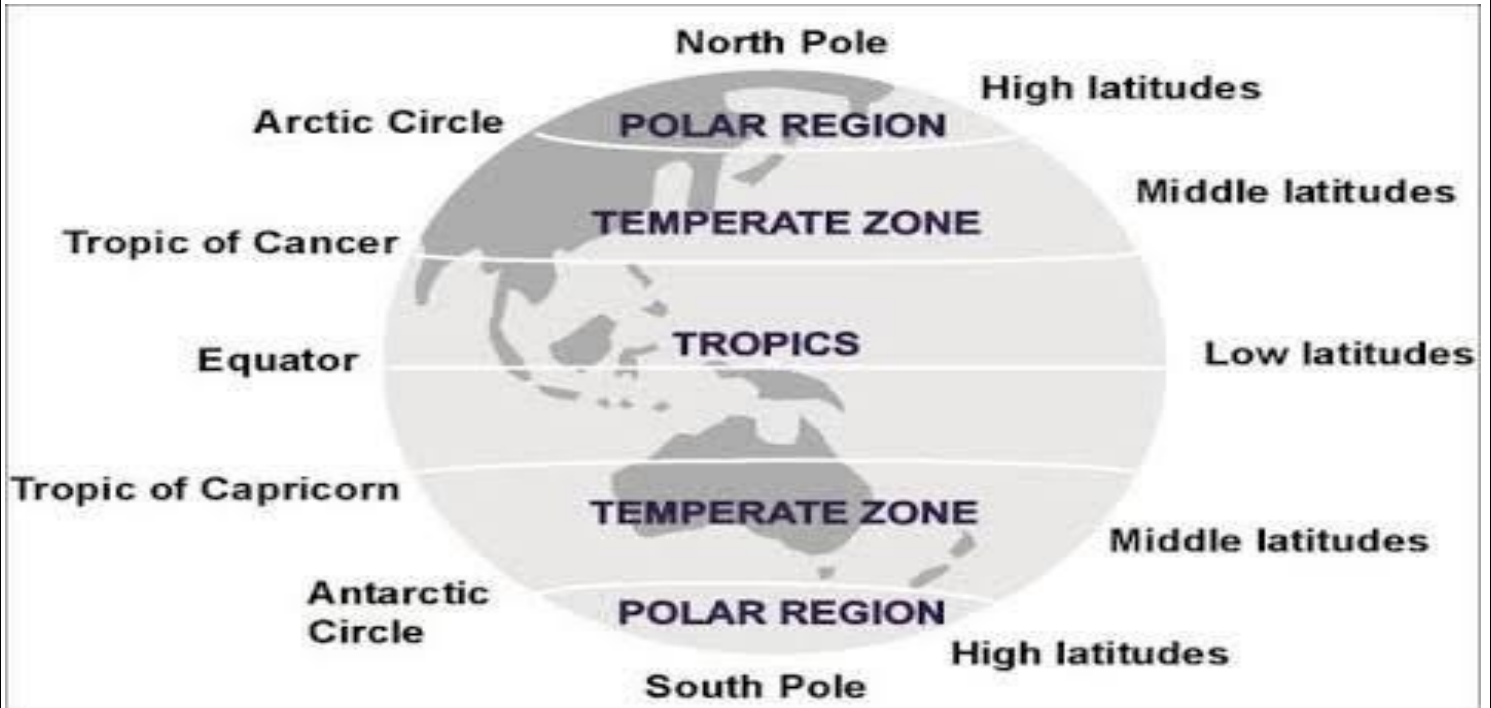 North Pole
High latitudes
Arctic Circle
POLAR REGION
Middle latitudes
TEMPERATE ZONE
Tropic of Cancer
TROPICS
Equator
Low latitudes
Tropic of Capricorn
TEMPERATE ZONE
Middle latitudes
Antarctic
Circle
POLAR REGION
High latitudes
South Pole